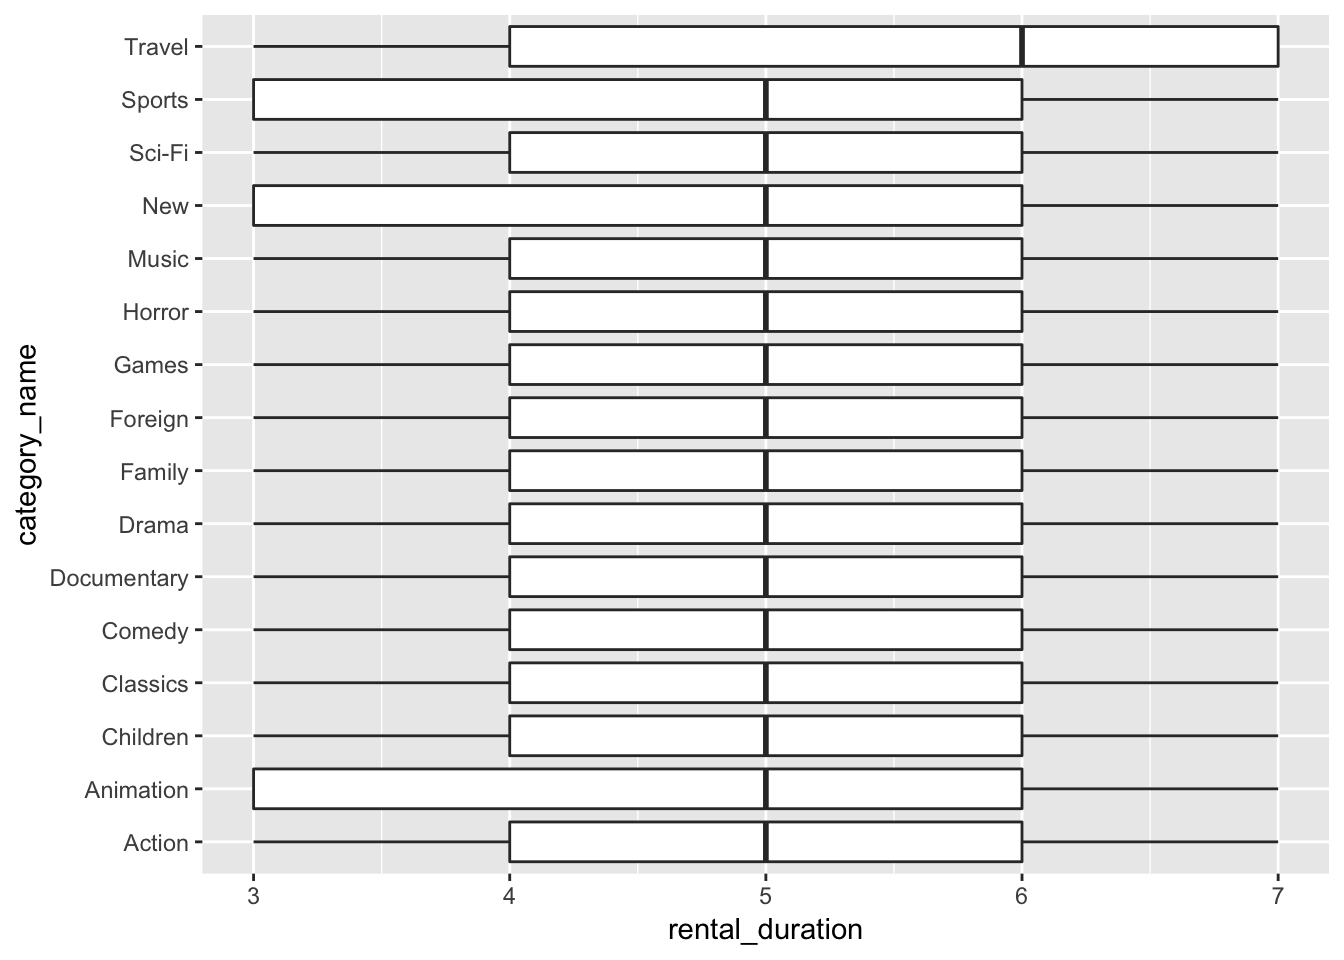 Travel
Sports
Sci-Fi
New
Music
Horror
Games
Foreign
Family
Drama
Documentary
Comedy
Classics
Children
Animation
Action
category_name
3 4 5 6 7
rental_duration